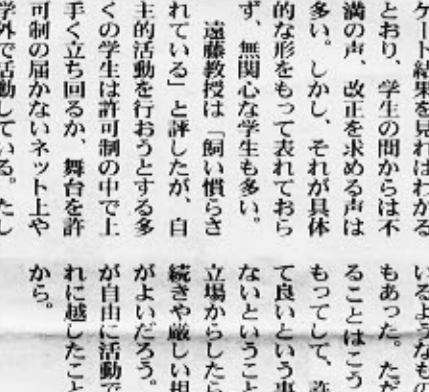 ケート結果を見ればわかる
とおり、学生の間からは不
満の声、改正を求める声は
多い。しかし、それが具体
的な形をもって表れておら
ず、無関心な学生も多い。
遠藤教授は「飼い慣らさ
れている」と評したが、自
主的活動を行おうとする多
くの学生は許可制の中で上
手く立ち回るか、舞台を許
可制の届かないネット上や
学外で活動している。たし
いるようなもの
もあった。ただ
ることはこう
もってして、許
て良いという事
ないということ
立場からしたら
続きや厳しい規
がよいだろう。
が自由に活動で
れに越したこと
から。